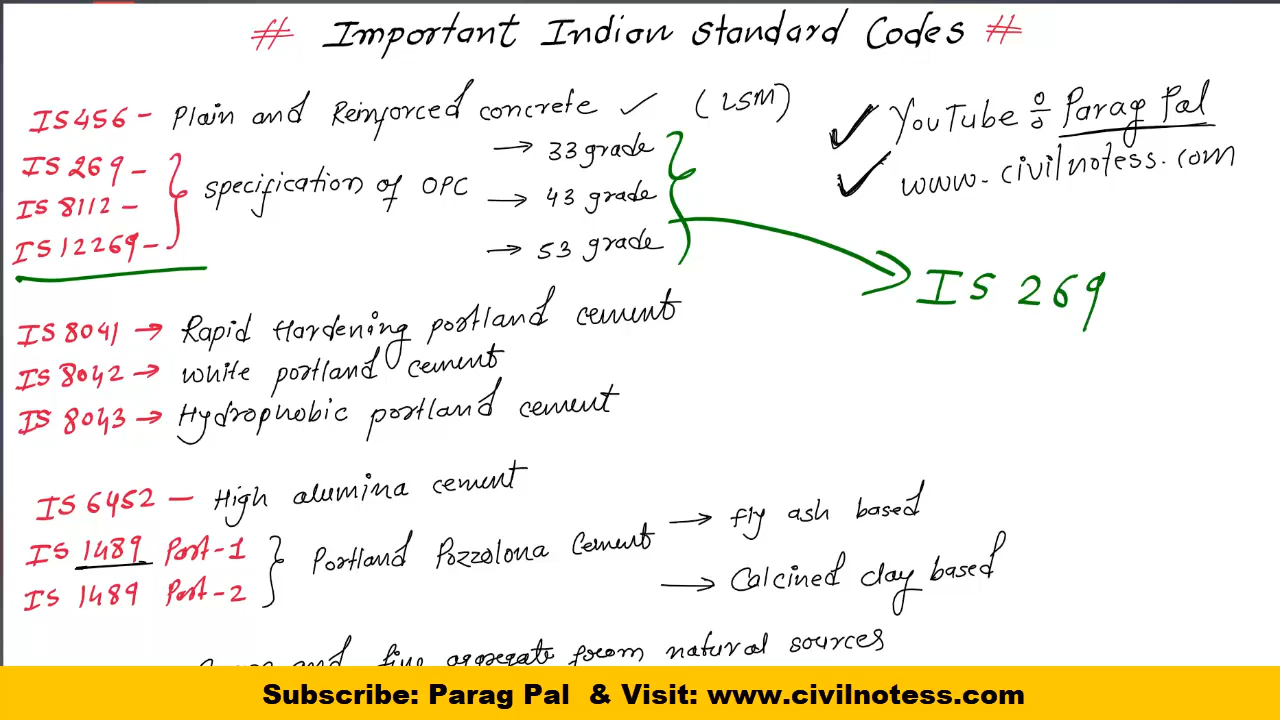 # Important Indian Standard Codes #
IS 456 - Plain and Reinforced concrete ✓ (LSM)
IS 269 -
IS 8112 -
IS 12269 -
specification of OPC
→ 33 grade
→ 43 grade
→ 53 grade
IS 269
✓ YouTube : Parag Pal
✓ www.civilnotess.com
IS 8041 → Rapid Hardening portland cement
IS 8042 → white portland cement
IS 8043 → Hydrophobic portland cement
IS 6452 - High alumina cement
IS 1489 Part-1
IS 1489 Part-2
Portland Pozzolona Cement
→ fly ash based
→ Calcined clay based
and fine aggregate from natural sources
Subscribe: Parag Pal & Visit: www.civilnotess.com